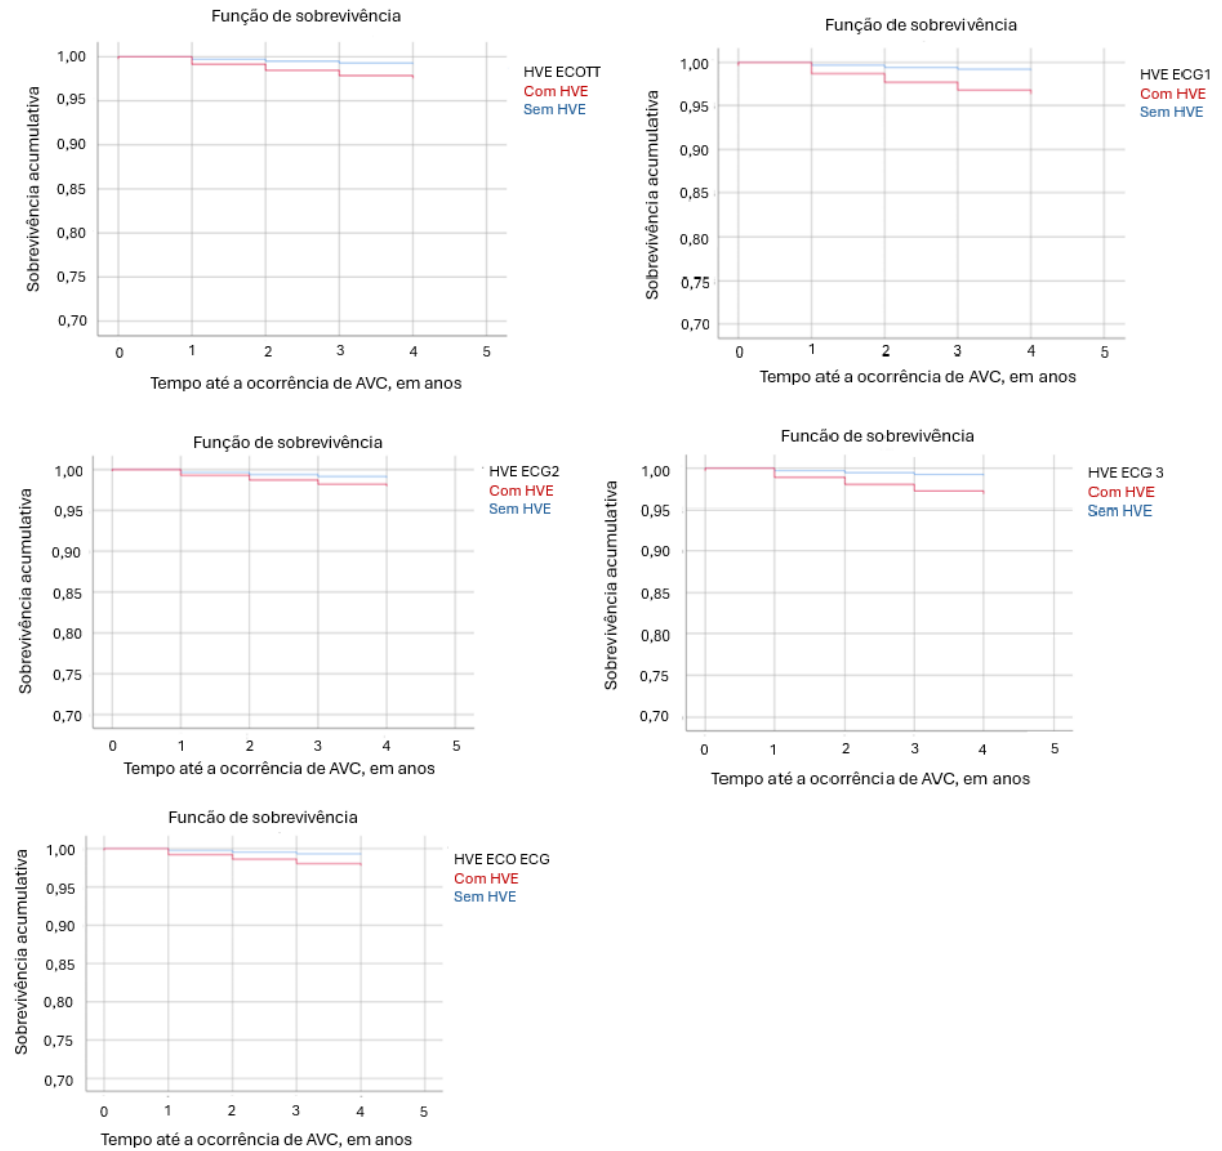 Função de sobrevivência
Sobrevivência acumulativa
1,00
0,95
0,90
0,85
0,80
0,75
0,70
0 1 2 3 4 5
Tempo até a ocorrência de AVC, em anos
HVE ECOTT
Com HVE
Sem HVE
Função de sobrevivência
Sobrevivência acumulativa
1,00
0,95
0,90
0,85
0,80
0,75
0,70
0 1 2 3 4 5
Tempo até a ocorrência de AVC, em anos
HVE ECG1
Com HVE
Sem HVE
Função de sobrevivência
Sobrevivência acumulativa
1,00
0,95
0,90
0,85
0,80
0,75
0,70
0 1 2 3 4 5
Tempo até a ocorrência de AVC, em anos
HVE ECG2
Com HVE
Sem HVE
Funcão de sobrevivência
Sobrevivência acumulativa
1,00
0,95
0,90
0,85
0,80
0,75
0,70
0 1 2 3 4 5
Tempo até a ocorrência de AVC, em anos
HVE ECG 3
Com HVE
Sem HVE
Funcão de sobrevivência
Sobrevivência acumulativa
1,00
0,95
0,90
0,85
0,80
0,75
0,70
0 1 2 3 4 5
Tempo até a ocorrência de AVC, em anos
HVE ECO ECG
Com HVE
Sem HVE